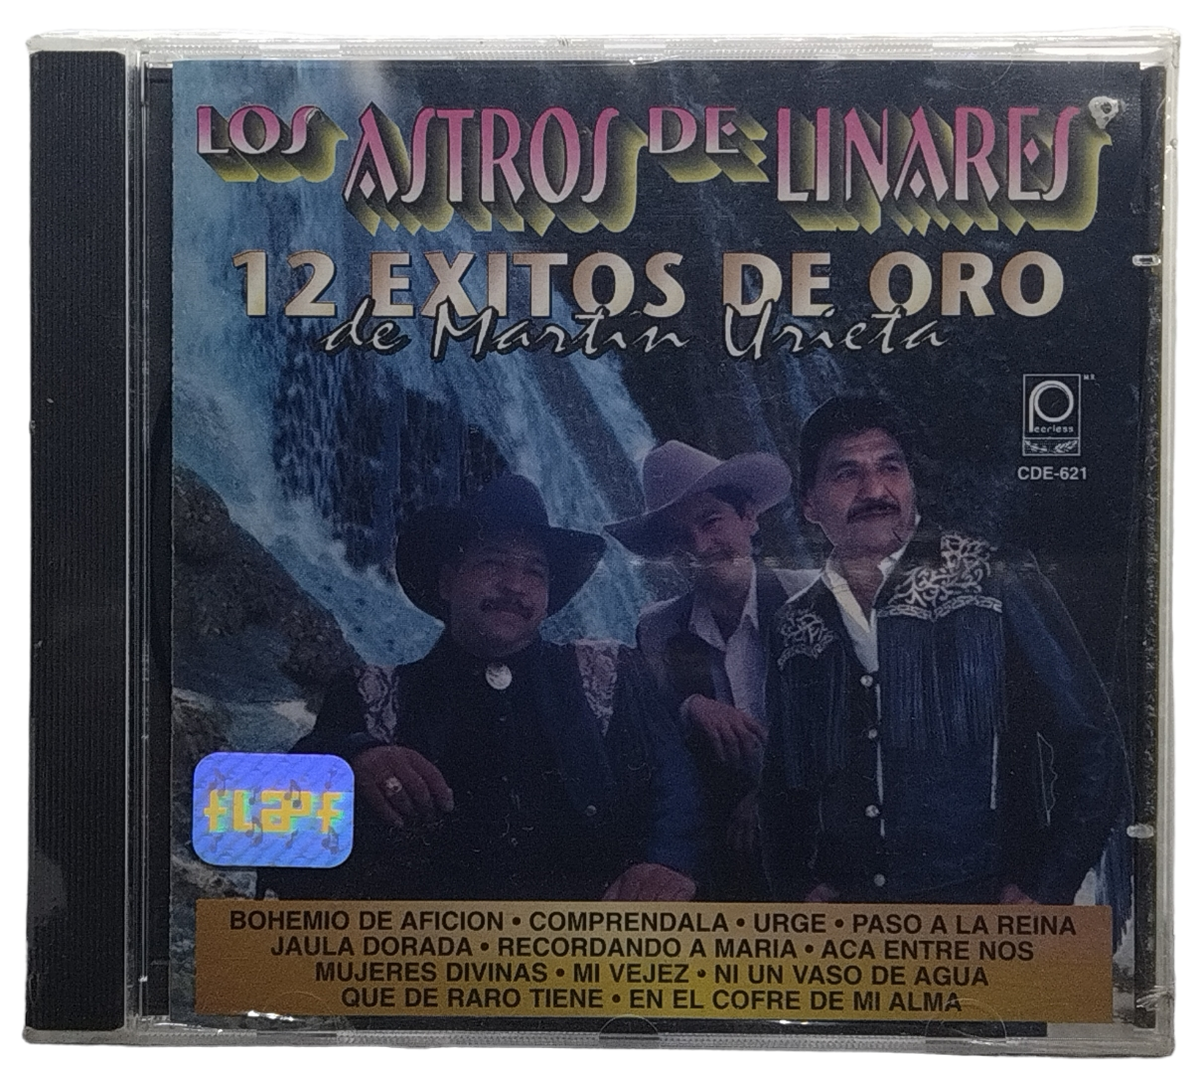 LOS ASTROS DE LINARES
12 EXITOS DE ORO
de Martín Urieta
M.R.
Peerless
CDE-621
flapf
BOHEMIO DE AFICION • COMPRENDALA • URGE • PASO A LA REINA
JAULA DORADA • RECORDANDO A MARIA • ACA ENTRE NOS
MUJERES DIVINAS • MI VEJEZ • NI UN VASO DE AGUA
QUE DE RARO TIENE • EN EL COFRE DE MI ALMA